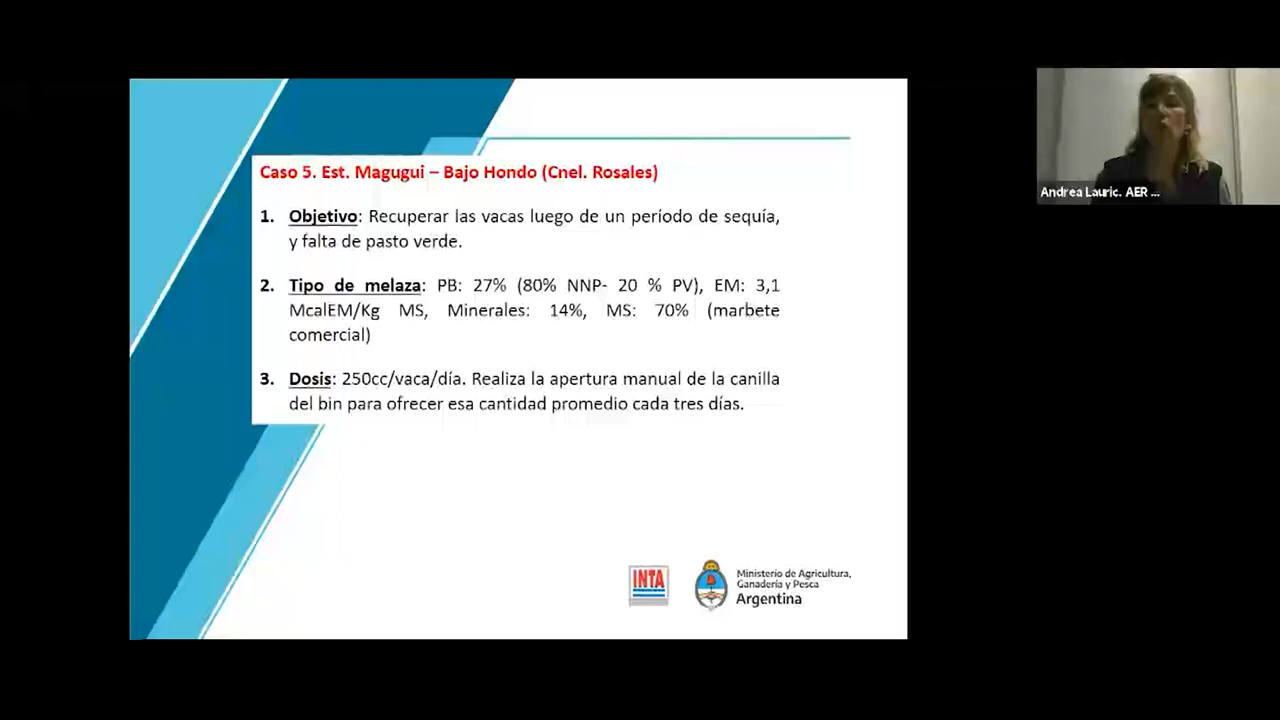 Caso 5. Est. Magugui – Bajo Hondo (Cnel. Rosales)
1. Objetivo: Recuperar las vacas luego de un período de sequía,
y falta de pasto verde.
2. Tipo de melaza: PB: 27% (80% NNP- 20 % PV), EM: 3,1
McalEM/Kg MS, Minerales: 14%, MS: 70% (marbete
comercial)
3. Dosis: 250cc/vaca/día. Realiza la apertura manual de la canilla
del bin para ofrecer esa cantidad promedio cada tres días.
INTA
Ministerio de Agricultura,
Ganadería y Pesca
Argentina
Andrea Lauric. AER ...